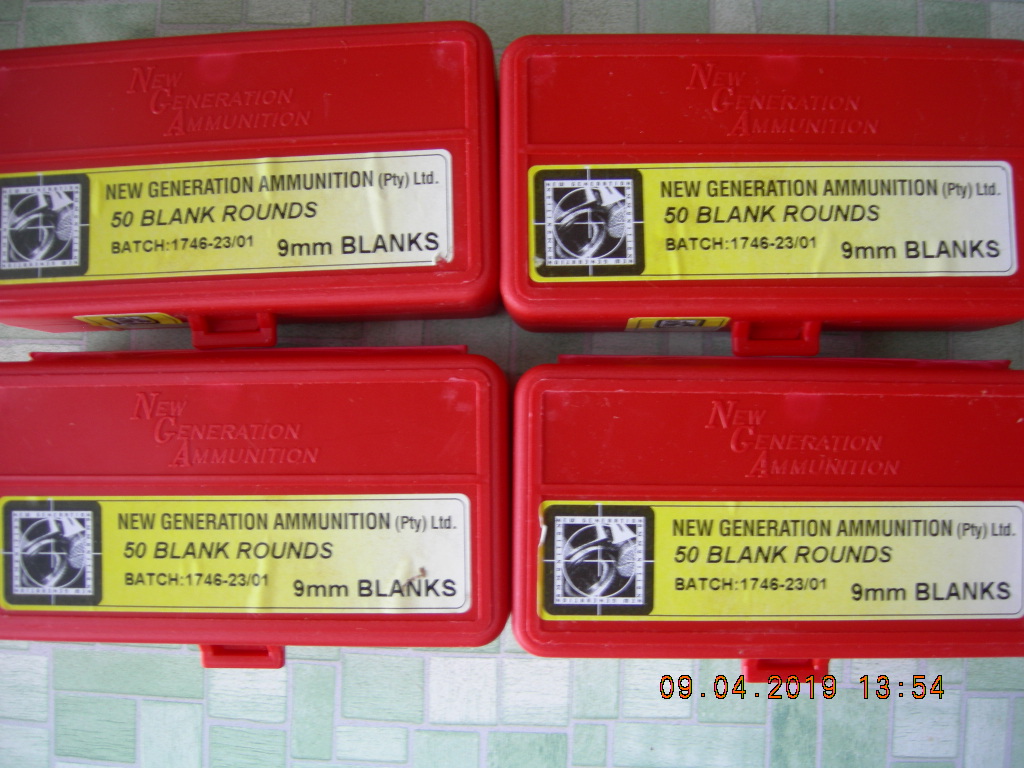 NEW
GENERATION
AMMUNITION
NEW GENERATION AMMUNITION (Pty) Ltd.
50 BLANK ROUNDS
BATCH:1746-23/01
9mm BLANKS
NEW
GENERATION
AMMUNITION
NEW GENERATION AMMUNITION (Pty) Ltd.
50 BLANK ROUNDS
BATCH:1746-23/01
9mm BLANKS
NEW
GENERATION
AMMUNITION
NEW GENERATION AMMUNITION (Pty) Ltd.
50 BLANK ROUNDS
BATCH:1746-23/01
9mm BLANKS
NEW
GENERATION
AMMUNITION
NEW GENERATION AMMUNITION (Pty) Ltd.
50 BLANK ROUNDS
BATCH:1746-23/01
9mm BLANKS
09.04.2019 13:54